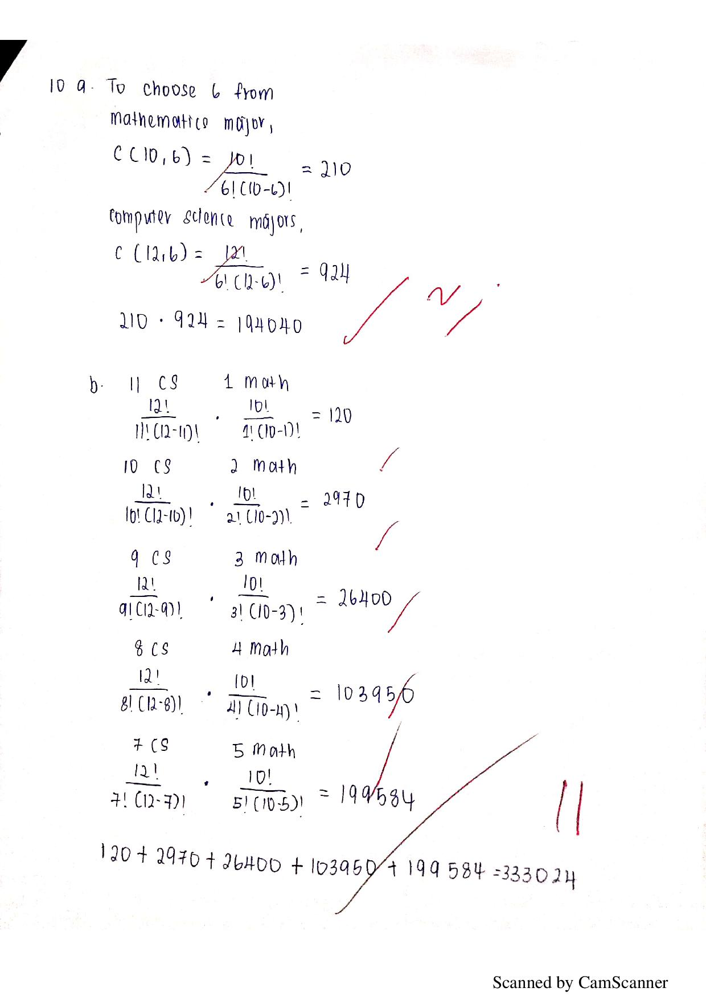 10 a. To choose 6 from
mathematics major,
C (10, 6) = 10! / 6! (10-6)! = 210
computer science majors,
C (12, 6) = 12! / 6! (12-6)! = 924
210 · 924 = 194040
b. 11 CS 1 math
12! / 11! (12-11)! · 10! / 1! (10-1)! = 120
10 CS 2 math
12! / 10! (12-10)! · 10! / 2! (10-2)! = 2970
9 CS 3 math
12! / 9! (12-9)! · 10! / 3! (10-3)! = 26400
8 CS 4 math
12! / 8! (12-8)! · 10! / 4! (10-4)! = 103950
7 CS 5 math
12! / 7! (12-7)! · 10! / 5! (10-5)! = 199584
11
120 + 2970 + 26400 + 103950 + 199584 = 333024
Scanned by CamScanner